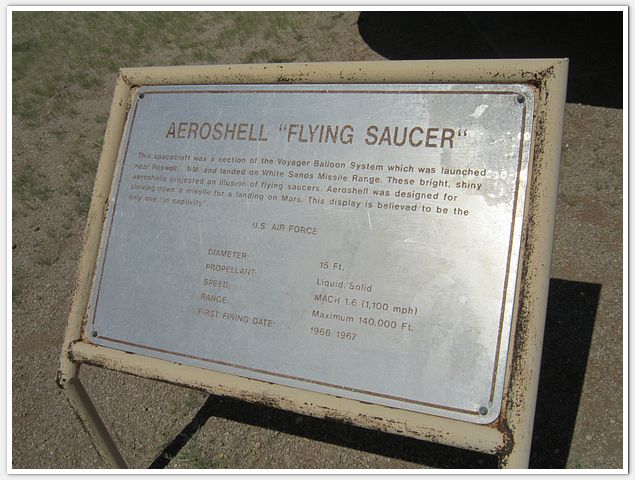 AEROSHELL "FLYING SAUCER"
This spacecraft was a section of the Voyager Balloon System which was launched
near Roswell, NM. and landed on White Sands Missile Range. These bright, shiny
aeroshells projected an illusion of flying saucers. Aeroshell was designed for
slowing down a missile for a landing on Mars. This display is believed to be the
only one "in captivity".
U.S. AIR FORCE
DIAMETER: 15 Ft.
PROPELLANT: Liquid/Solid
SPEED: MACH 1.6 (1,100 mph)
RANGE: Maximum 140,000 Ft.
FIRST FIRING DATE: 1966/1967